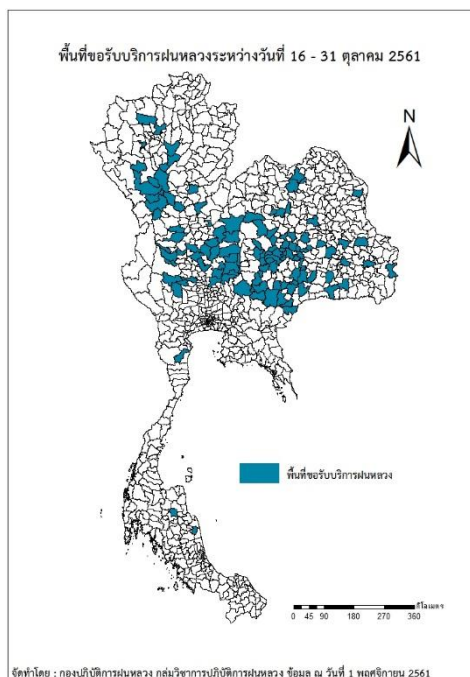 พื้นที่ขอรับบริการฝนหลวงระหว่างวันที่ 16 - 31 ตุลาคม 2561
N
พื้นที่ขอรับบริการฝนหลวง
กิโลเมตร
0 45 90 180 270 360
จัดทำโดย : กองปฏิบัติการฝนหลวง กลุ่มวิชาการปฏิบัติการฝนหลวง ข้อมูล ณ วันที่ 1 พฤศจิกายน 2561